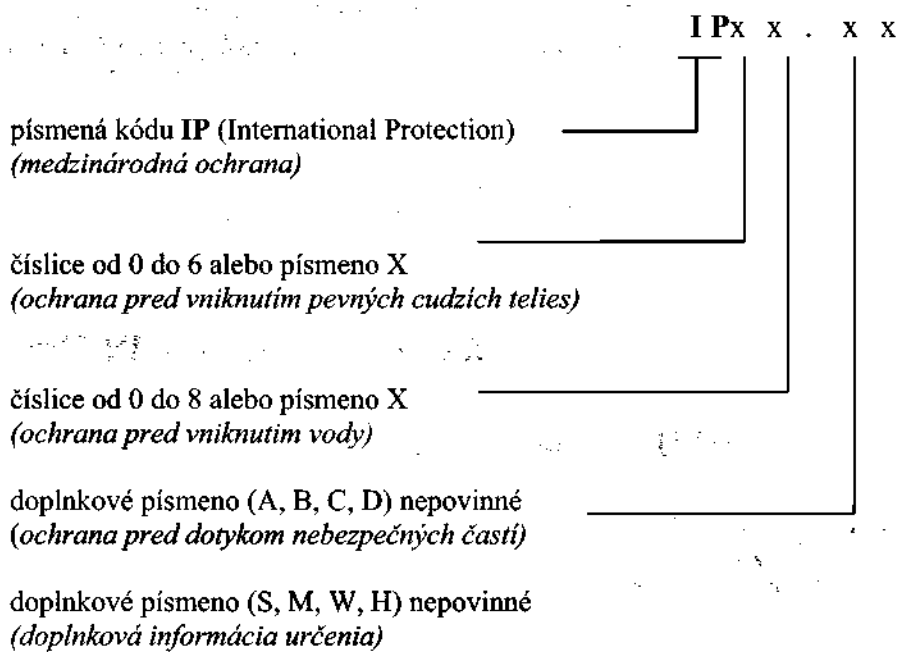 I Px x . x x
písmená kódu IP (International Protection)
(medzinárodná ochrana)
číslice od 0 do 6 alebo písmeno X
(ochrana pred vniknutím pevných cudzích telies)
číslice od 0 do 8 alebo písmeno X
(ochrana pred vniknutim vody)
doplnkové písmeno (A, B, C, D) nepovinné
(ochrana pred dotykom nebezpečných častí)
doplnkové písmeno (S, M, W, H) nepovinné
(doplnková informácia určenia)